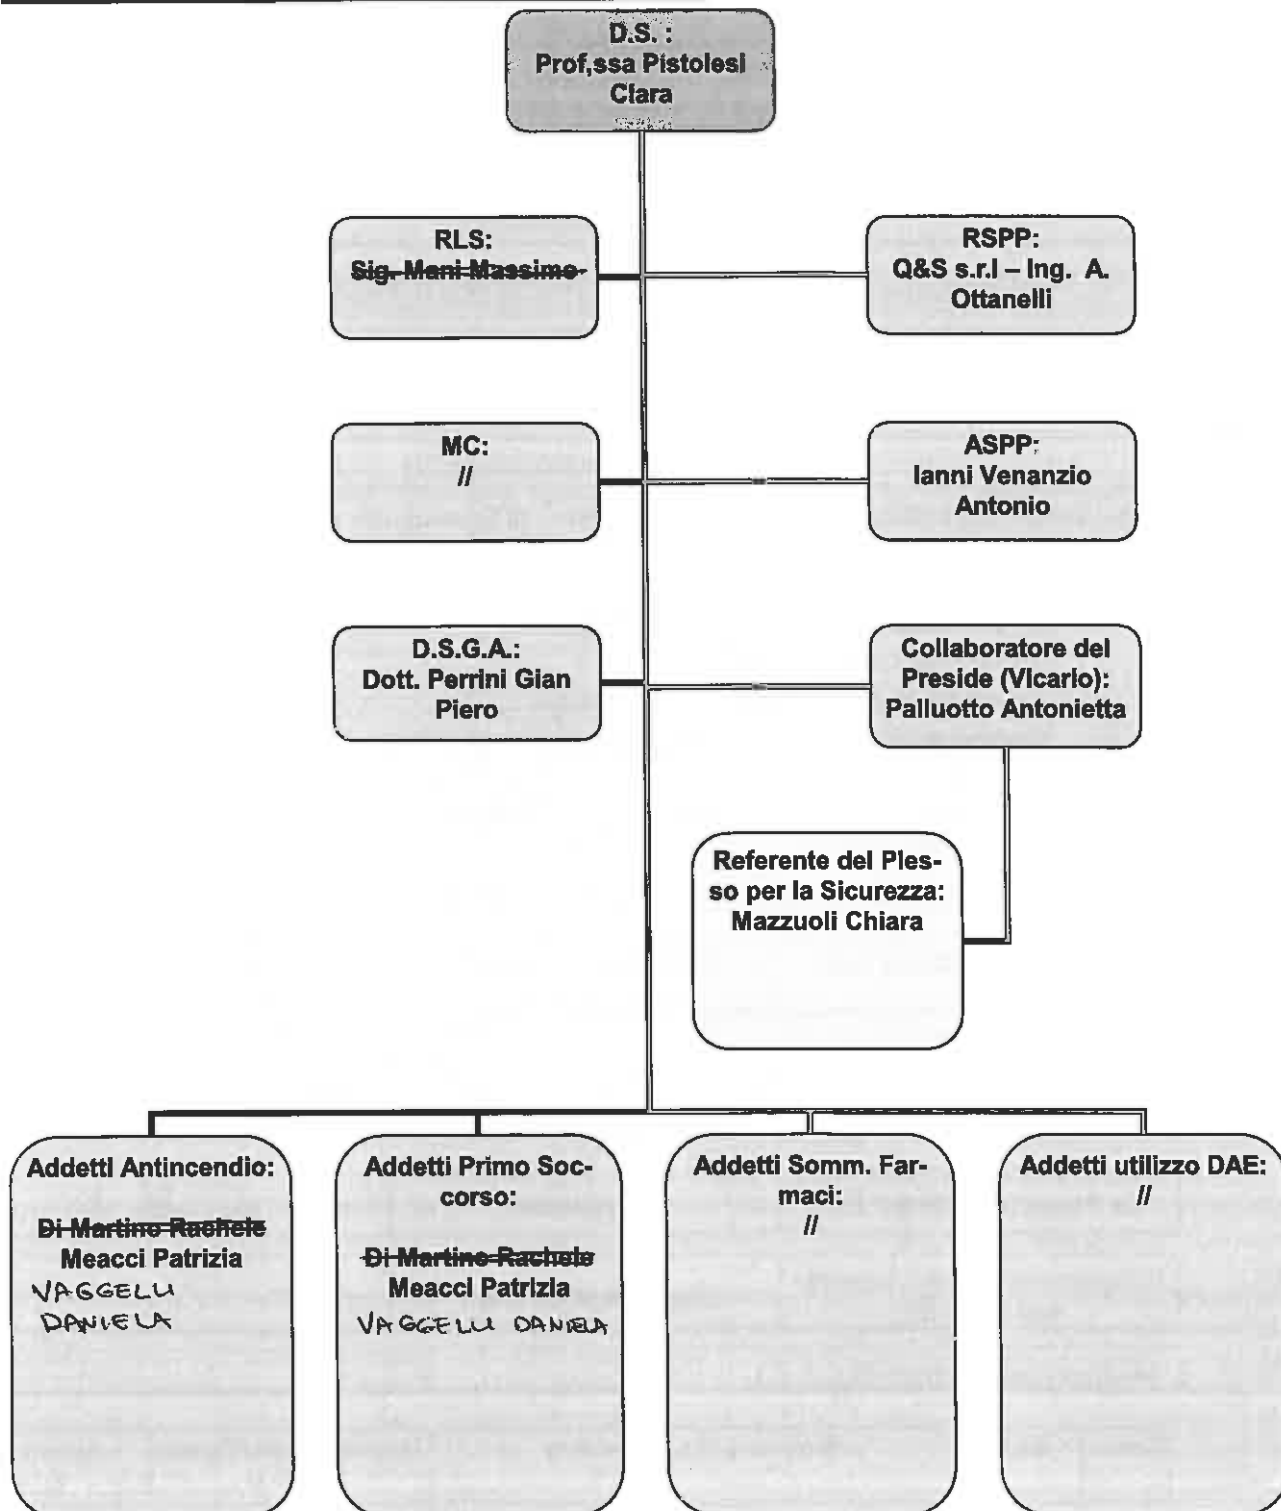 D.S. :
Prof,ssa Pistolesi
Clara
RLS:
Sig. Mani Massimo
RSPP:
Q&S s.r.l – Ing. A.
Ottanelli
MC:
//
ASPP:
Ianni Venanzio
Antonio
D.S.G.A.:
Dott. Perrini Gian
Piero
Collaboratore del
Preside (Vicario):
Palluotto Antonietta
Referente del Ples-
so per la Sicurezza:
Mazzuoli Chiara
Addetti Antincendio:
Di Martino Rachele
Meacci Patrizia
VAGGELLI
DANIELA
Addetti Primo Soc-
corso:
Di Martino Rachele
Meacci Patrizia
VAGGELLI DANIELA
Addetti Somm. Far-
maci:
//
Addetti utilizzo DAE:
//